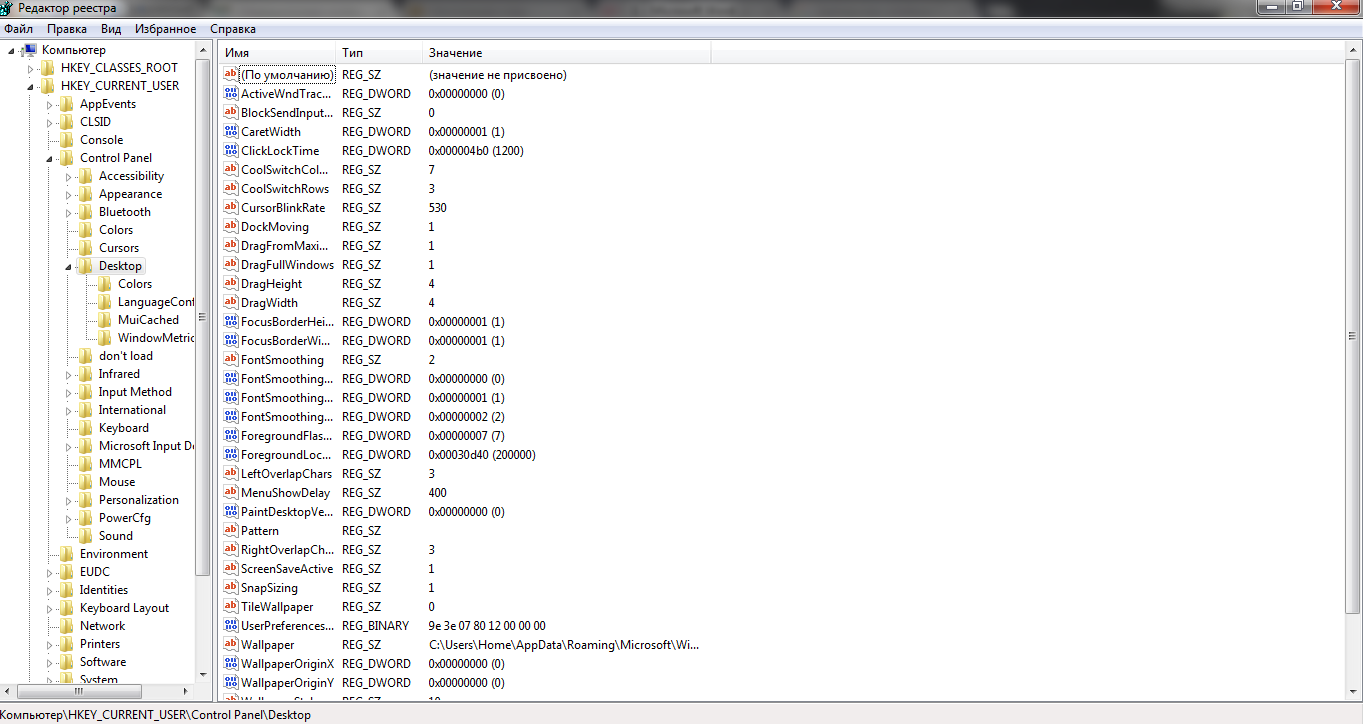 Редактор реестра
Файл Правка Вид Избранное Справка
Компьютер
HKEY_CLASSES_ROOT
HKEY_CURRENT_USER
AppEvents
CLSID
Console
Control Panel
Accessibility
Appearance
Bluetooth
Colors
Cursors
Desktop
Colors
LanguageConf
MuiCached
WindowMetric
don't load
Infrared
Input Method
International
Keyboard
Microsoft Input De
MMCPL
Mouse
Personalization
PowerCfg
Sound
Environment
EUDC
Identities
Keyboard Layout
Network
Printers
Software
System
Имя Тип Значение
(По умолчанию) REG_SZ (значение не присвоено)
ActiveWndTrac... REG_DWORD 0x00000000 (0)
BlockSendInput... REG_SZ 0
CaretWidth REG_DWORD 0x00000001 (1)
ClickLockTime REG_DWORD 0x000004b0 (1200)
CoolSwitchCol... REG_SZ 7
CoolSwitchRows REG_SZ 3
CursorBlinkRate REG_SZ 530
DockMoving REG_SZ 1
DragFromMaxi... REG_SZ 1
DragFullWindows REG_SZ 1
DragHeight REG_SZ 4
DragWidth REG_SZ 4
FocusBorderHei... REG_DWORD 0x00000001 (1)
FocusBorderWi... REG_DWORD 0x00000001 (1)
FontSmoothing REG_SZ 2
FontSmoothing... REG_DWORD 0x00000000 (0)
FontSmoothing... REG_DWORD 0x00000001 (1)
FontSmoothing... REG_DWORD 0x00000002 (2)
ForegroundFlas... REG_DWORD 0x00000007 (7)
ForegroundLoc... REG_DWORD 0x00030d40 (200000)
LeftOverlapChars REG_SZ 3
MenuShowDelay REG_SZ 400
PaintDesktopVe... REG_DWORD 0x00000000 (0)
Pattern REG_SZ
RightOverlapCh... REG_SZ 3
ScreenSaveActive REG_SZ 1
SnapSizing REG_SZ 1
TileWallpaper REG_SZ 0
UserPreferences... REG_BINARY 9e 3e 07 80 12 00 00 00
Wallpaper REG_SZ C:\Users\Home\AppData\Roaming\Microsoft\Wi...
WallpaperOriginX REG_DWORD 0x00000000 (0)
WallpaperOriginY REG_DWORD 0x00000000 (0)
Компьютер\HKEY_CURRENT_USER\Control Panel\Desktop